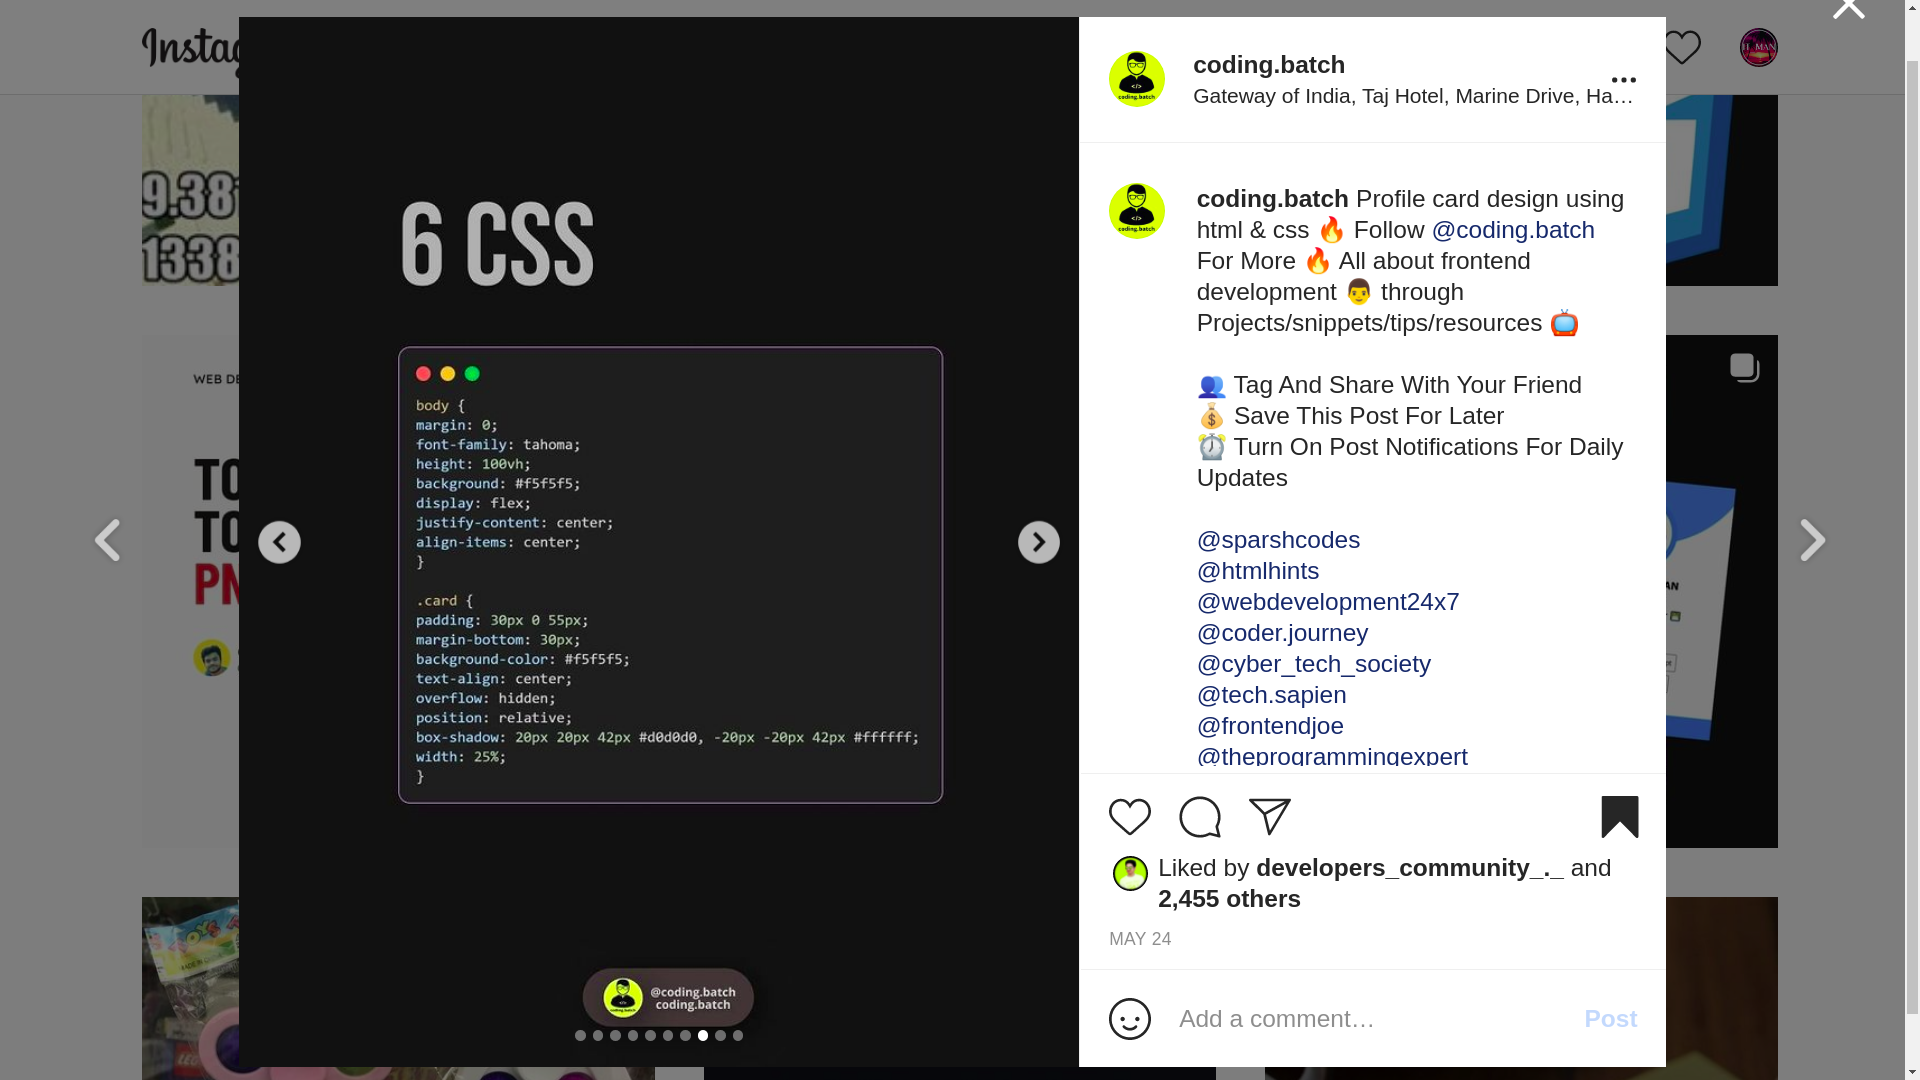 Instag
9.381
1338
WEB DE
TO
TO
PN
6 CSS
body {
margin: 0;
font-family: tahoma;
height: 100vh;
background: #f5f5f5;
display: flex;
justify-content: center;
align-items: center;
}
.card {
padding: 30px 0 55px;
margin-bottom: 30px;
background-color: #f5f5f5;
text-align: center;
overflow: hidden;
position: relative;
box-shadow: 20px 20px 42px #d0d0d0, -20px -20px 42px #ffffff;
width: 25%;
}
@coding.batch
coding.batch
coding.batch
Gateway of India, Taj Hotel, Marine Drive, Ha…
coding.batch Profile card design using
html & css 🔥 Follow @coding.batch
For More 🔥 All about frontend
development 👨 through
Projects/snippets/tips/resources 📺
👥 Tag And Share With Your Friend
💰 Save This Post For Later
⏰ Turn On Post Notifications For Daily
Updates
@sparshcodes
@htmlhints
@webdevelopment24x7
@coder.journey
@cyber_tech_society
@tech.sapien
@frontendjoe
@theprogrammingexpert
Liked by developers_community_._ and
2,455 others
MAY 24
Add a comment…
Post